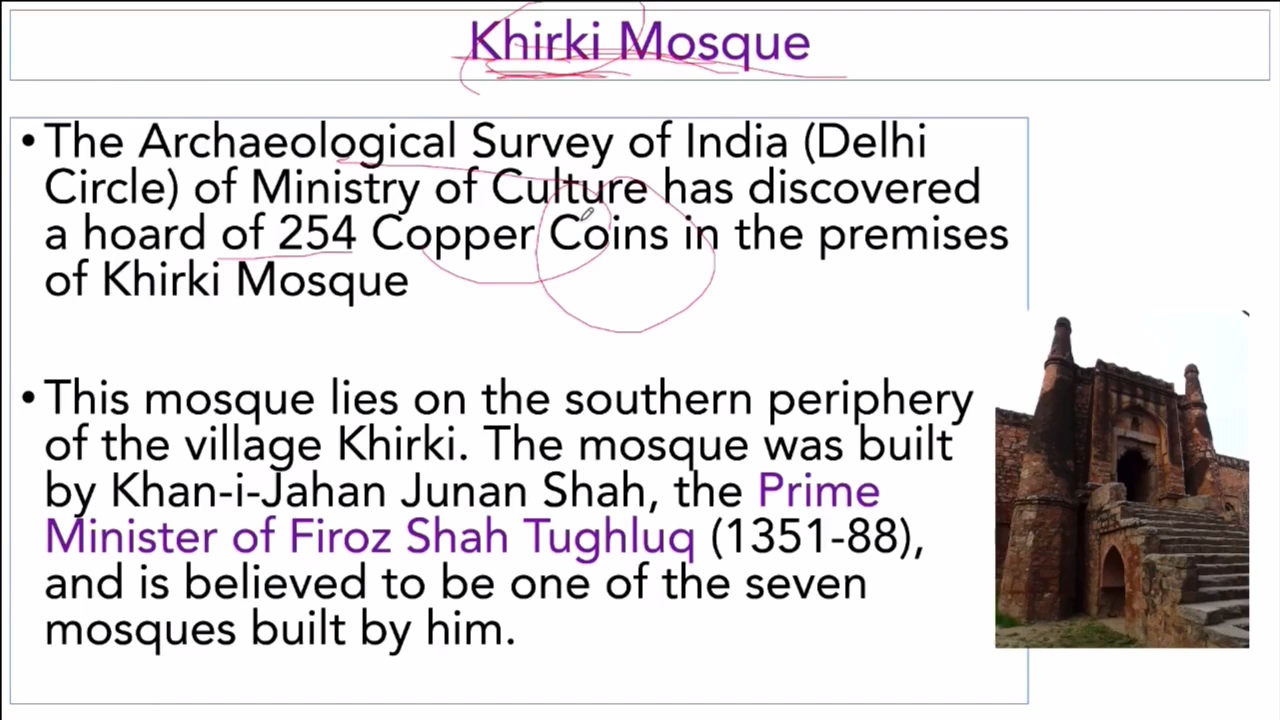 Khirki Mosque
• The Archaeological Survey of India (Delhi
Circle) of Ministry of Culture has discovered
a hoard of 254 Copper Coins in the premises
of Khirki Mosque
• This mosque lies on the southern periphery
of the village Khirki. The mosque was built
by Khan-i-Jahan Junan Shah, the Prime
Minister of Firoz Shah Tughluq (1351-88),
and is believed to be one of the seven
mosques built by him.